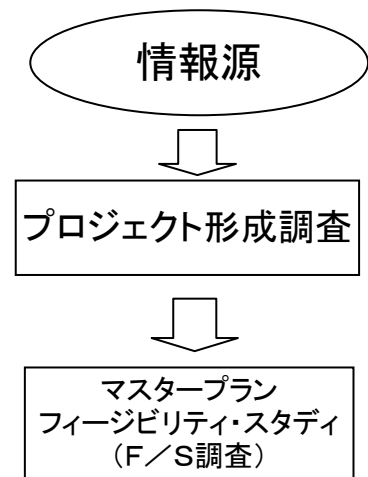 情報源
プロジェクト形成調査
マスタープラン
フィージビリティ・スタディ
（F／S調査）